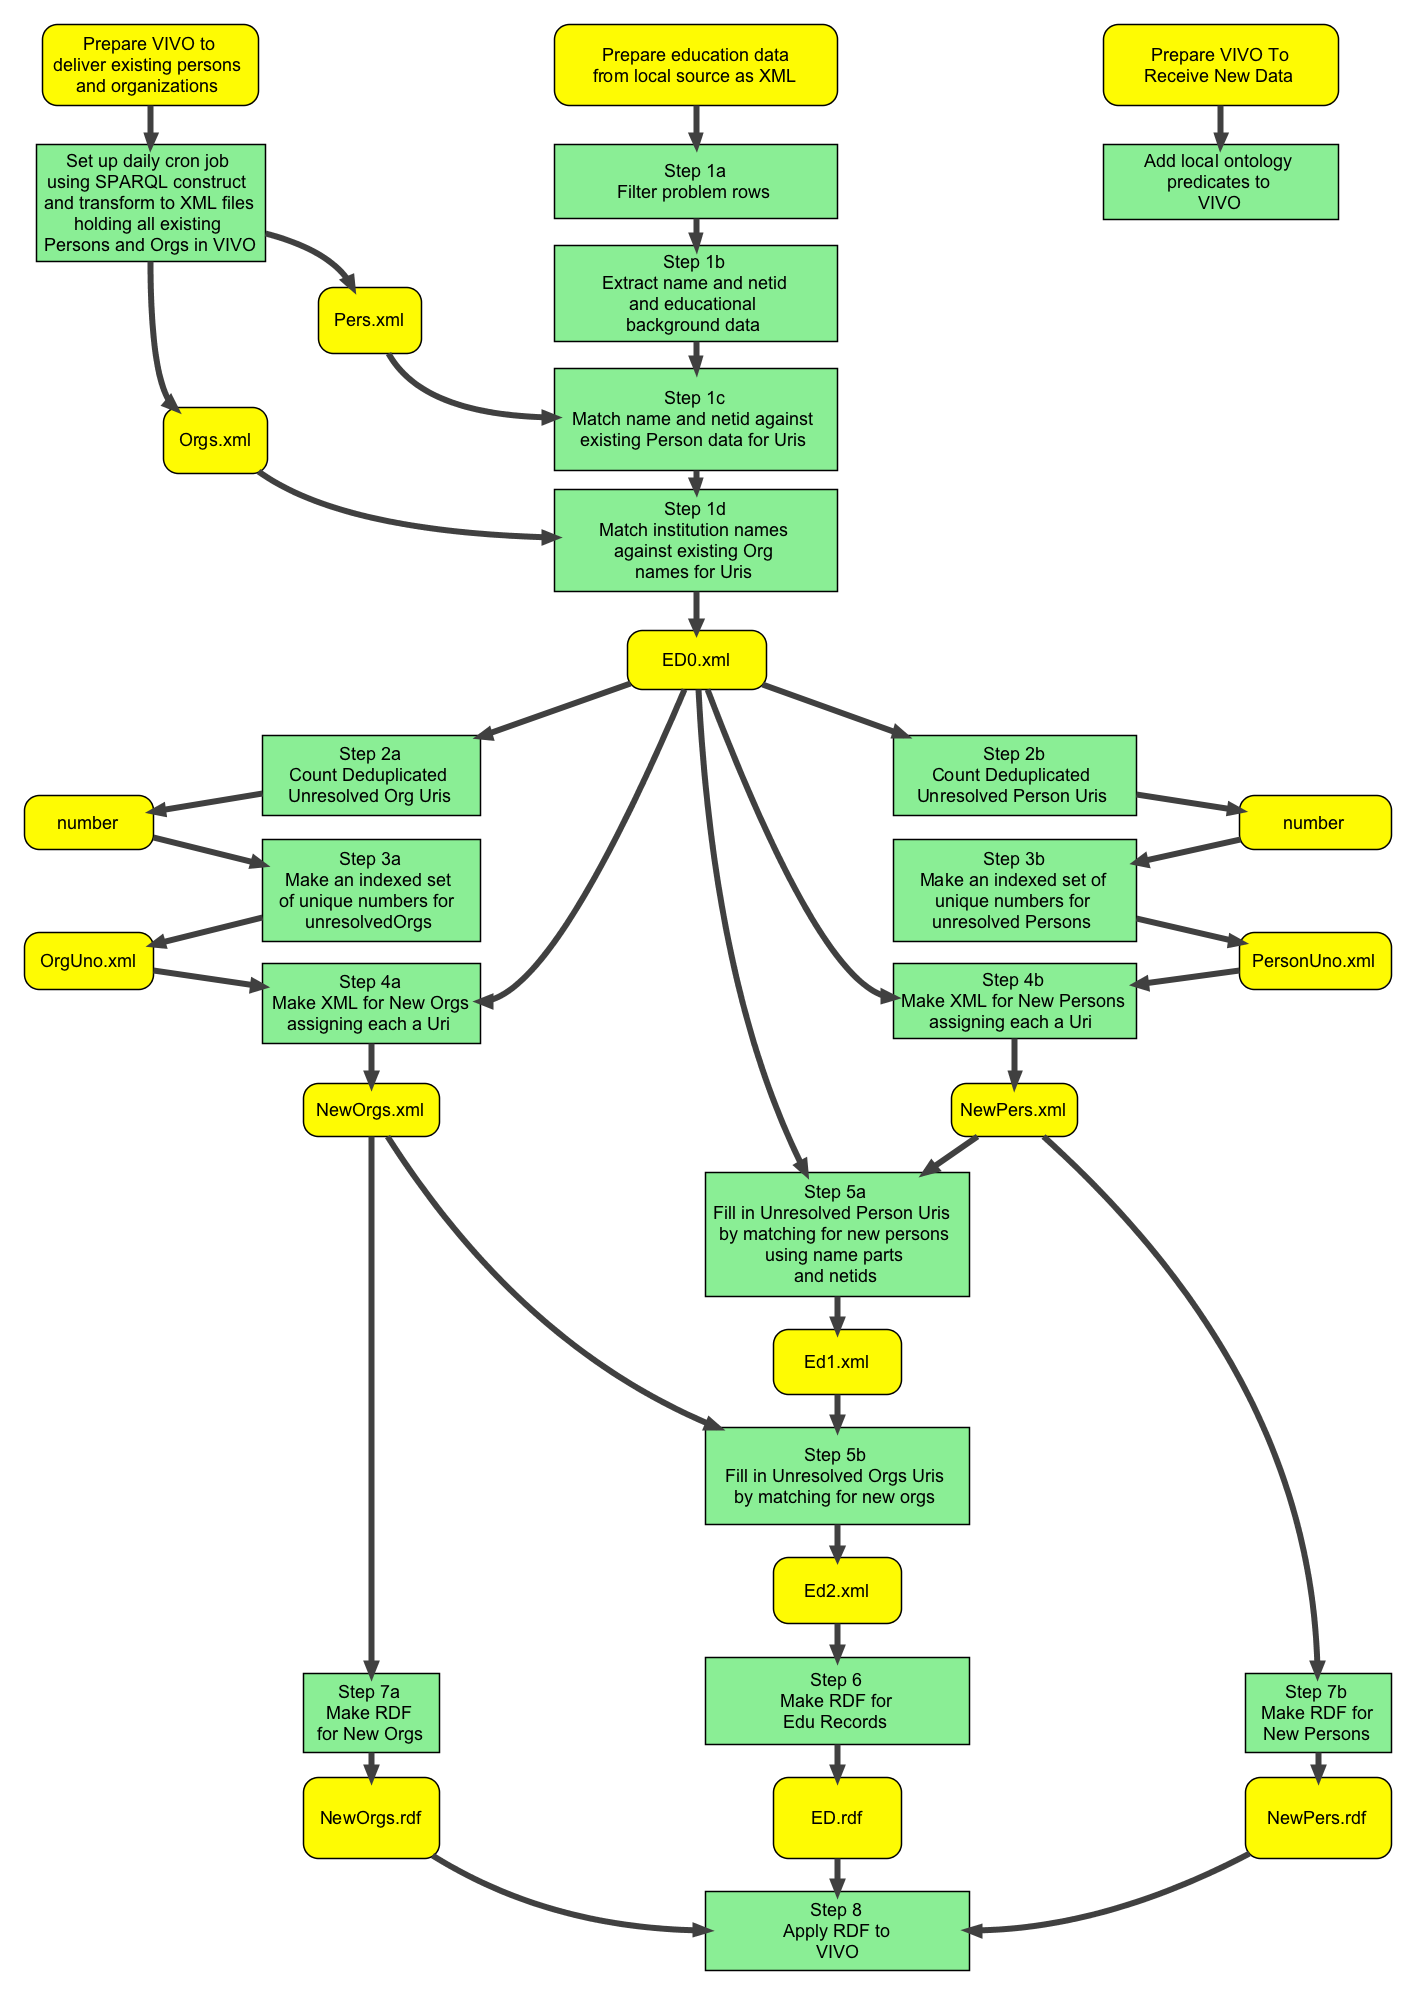 Prepare VIVO to
deliver existing persons
and organizations
Prepare education data
from local source as XML
Prepare VIVO To
Receive New Data
Set up daily cron job
using SPARQL construct
and transform to XML files
holding all existing
Persons and Orgs in VIVO
Step 1a
Filter problem rows
Add local ontology
predicates to
VIVO
Step 1b
Extract name and netid
and educational
background data
Pers.xml
Step 1c
Match name and netid against
existing Person data for Uris
Orgs.xml
Step 1d
Match institution names
against existing Org
names for Uris
ED0.xml
Step 2a
Count Deduplicated
Unresolved Org Uris
Step 2b
Count Deduplicated
Unresolved Person Uris
number
number
Step 3a
Make an indexed set
of unique numbers for
unresolvedOrgs
Step 3b
Make an indexed set of
unique numbers for
unresolved Persons
OrgUno.xml
PersonUno.xml
Step 4a
Make XML for New Orgs
assigning each a Uri
Step 4b
Make XML for New Persons
assigning each a Uri
NewOrgs.xml
NewPers.xml
Step 5a
Fill in Unresolved Person Uris
by matching for new persons
using name parts
and netids
Ed1.xml
Step 5b
Fill in Unresolved Orgs Uris
by matching for new orgs
Ed2.xml
Step 6
Make RDF for
Edu Records
Step 7a
Make RDF
for New Orgs
Step 7b
Make RDF for
New Persons
NewOrgs.rdf
ED.rdf
NewPers.rdf
Step 8
Apply RDF to
VIVO